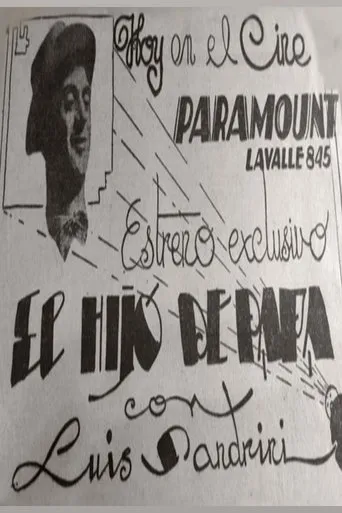 Hoy en el Cine
PARAMOUNT
LAVALLE 845
Estreno exclusivo
EL HIJO DE PAPA
con
Luis Sandrini